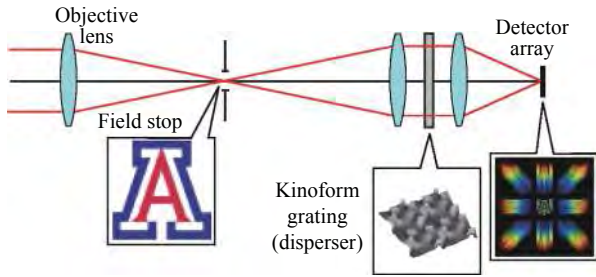 Objective
lens
Detector
array
Field stop
A
Kinoform
grating
(disperser)